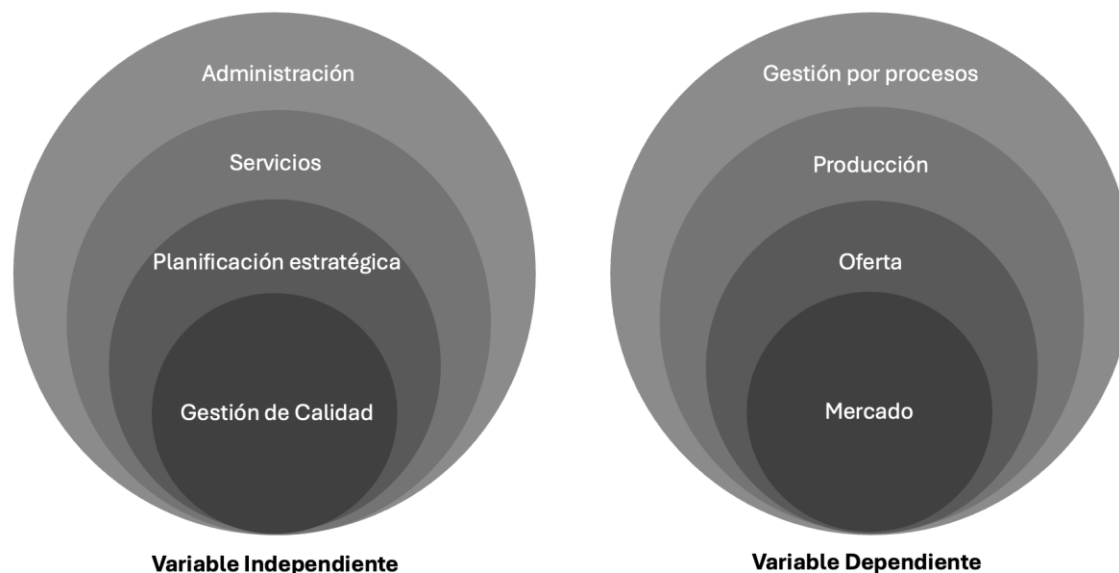 Administración
Servicios
Planificación estratégica
Gestión de Calidad
Variable Independiente
Gestión por procesos
Producción
Oferta
Mercado
Variable Dependiente